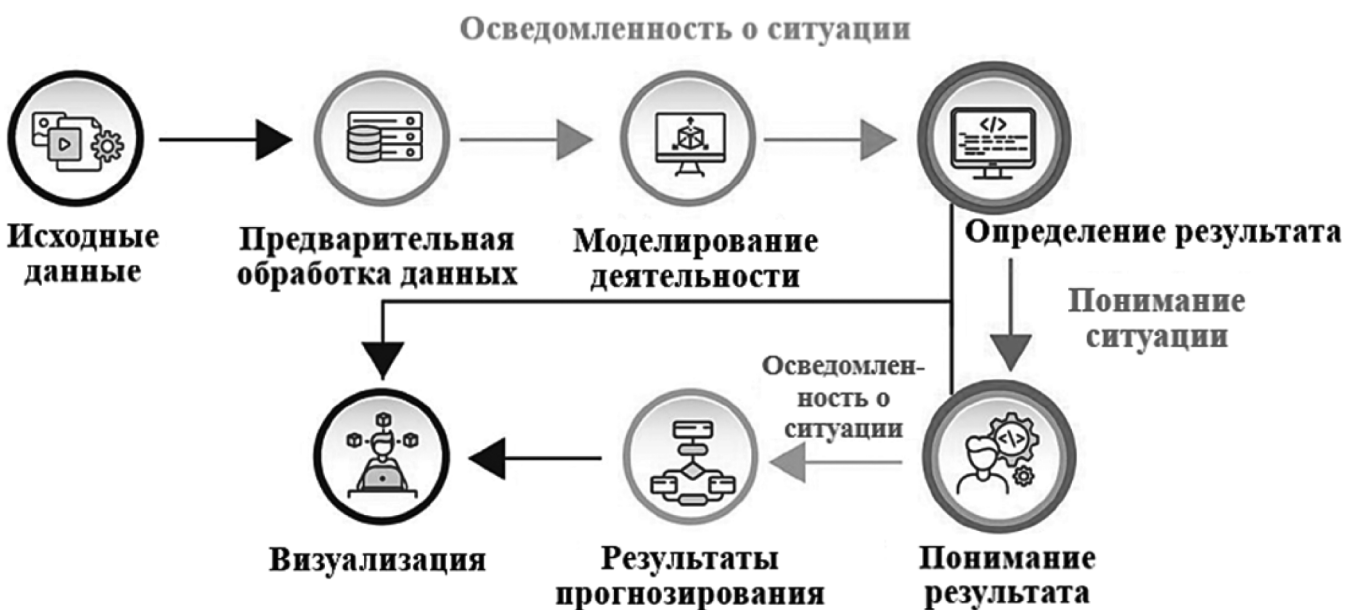 Осведомленность о ситуации
</>
Исходные
данные
Предварительная
обработка данных
Моделирование
деятельности
Определение результата
Понимание
ситуации
Осведомлен-
ность о
ситуации
</>
Визуализация
Результаты
прогнозирования
Понимание
результата